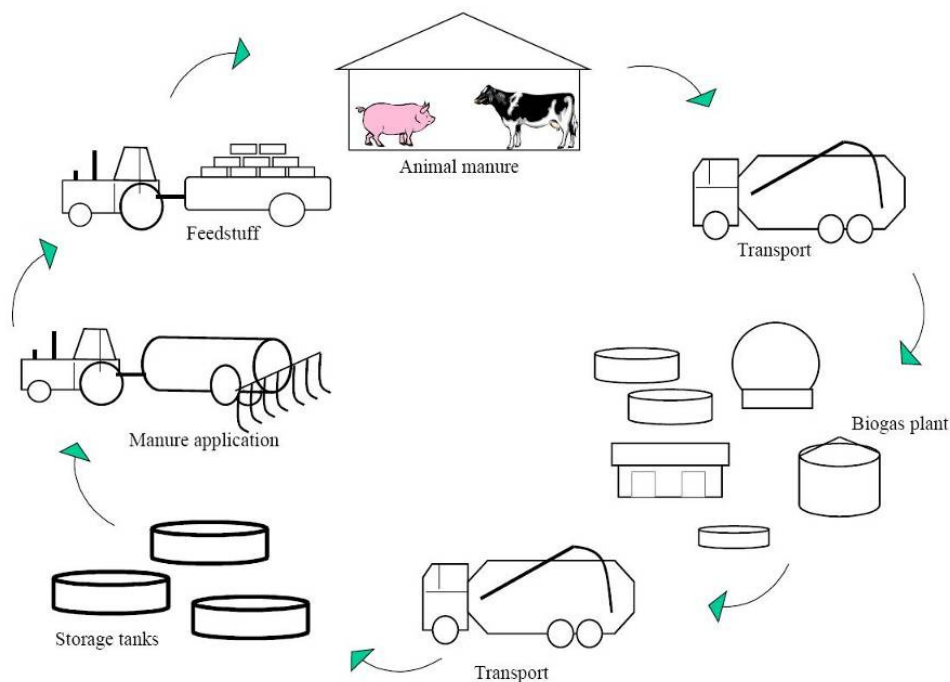 Animal manure
Feedstuff
Transport
Manure application
Biogas plant
Storage tanks
Transport